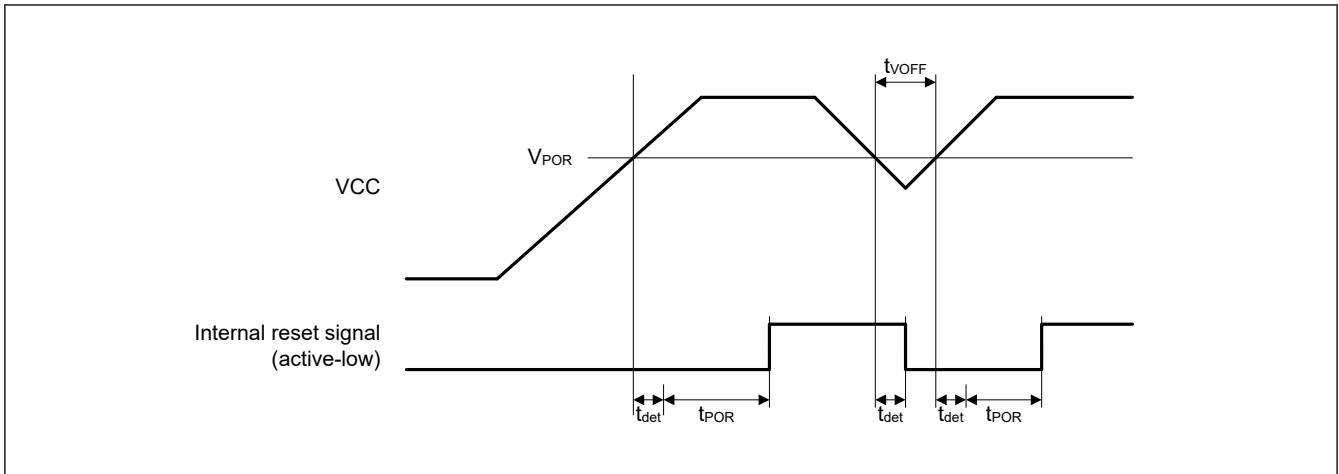 tVOFF
VPOR
VCC
Internal reset signal
(active-low)
tdet tPOR tdet tdet tPOR